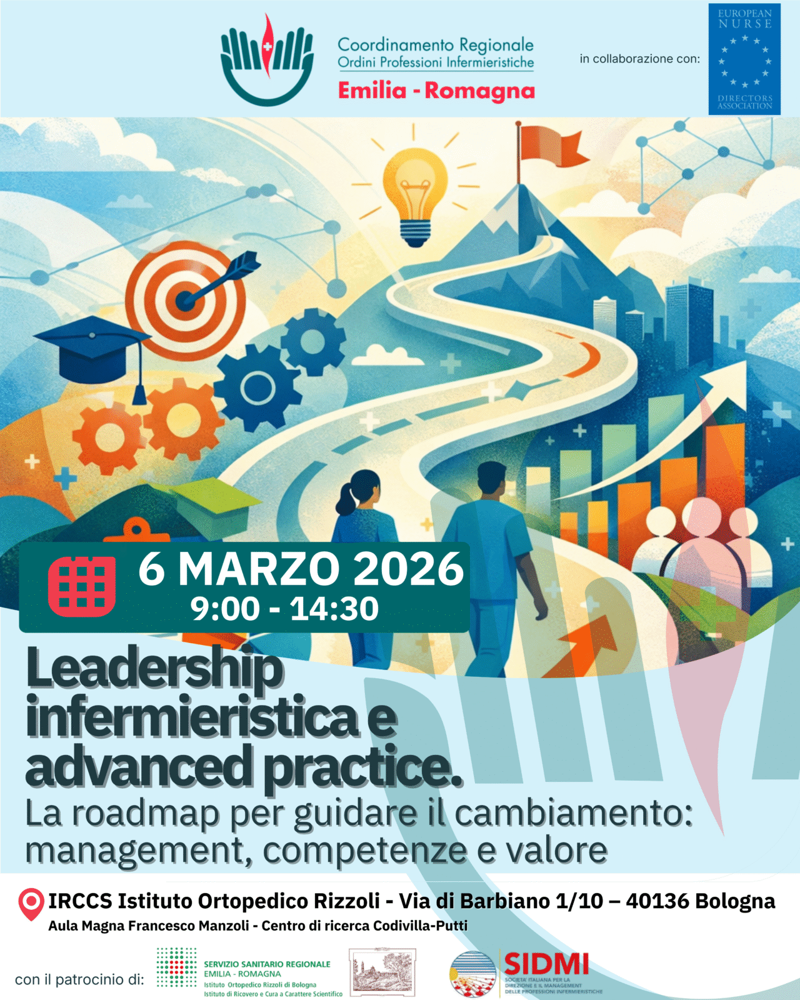 Coordinamento Regionale
Ordini Professioni Infermieristiche
Emilia - Romagna
in collaborazione con:
EUROPEAN
NURSE
DIRECTORS
ASSOCIATION
6 MARZO 2026
9:00 - 14:30
Leadership
infermieristica e
advanced practice.
La roadmap per guidare il cambiamento:
management, competenze e valore
IRCCS Istituto Ortopedico Rizzoli - Via di Barbiano 1/10 – 40136 Bologna
Aula Magna Francesco Manzoli - Centro di ricerca Codivilla-Putti
con il patrocinio di:
SERVIZIO SANITARIO REGIONALE
EMILIA - ROMAGNA
Istituto Ortopedico Rizzoli di Bologna
Istituto di Ricovero e Cura a Carattere Scientifico
SIDMI
SOCIETA' ITALIANA PER LA
DIREZIONE E IL MANAGEMENT
DELLE PROFESSIONI INFERMIERISTICHE